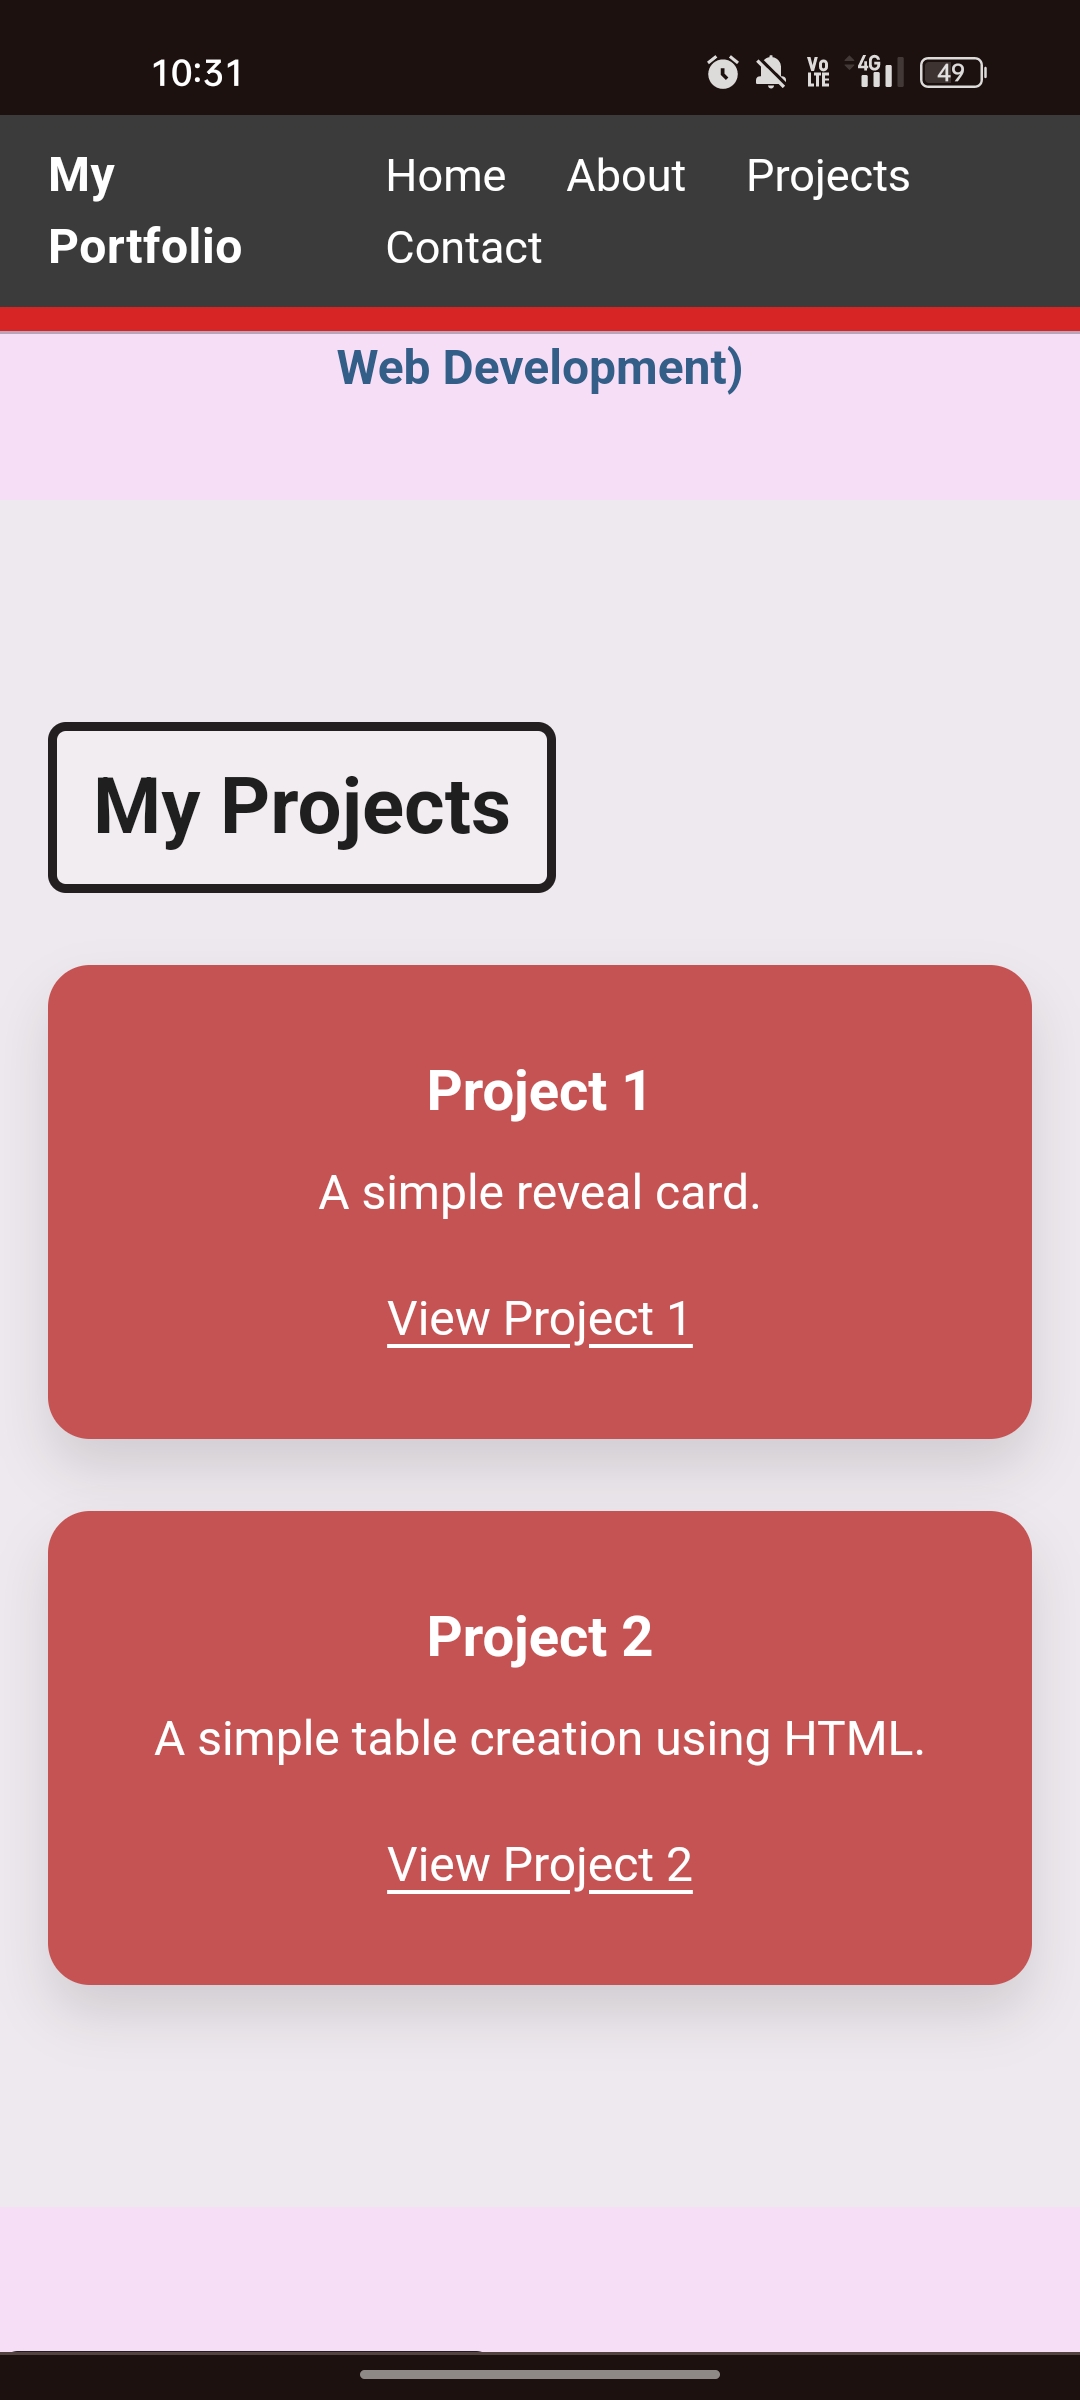 10:31
Vo LTE 4G 49
My Portfolio
Home About Projects
Contact
Web Development)
My Projects
Project 1
A simple reveal card.
View Project 1
Project 2
A simple table creation using HTML.
View Project 2